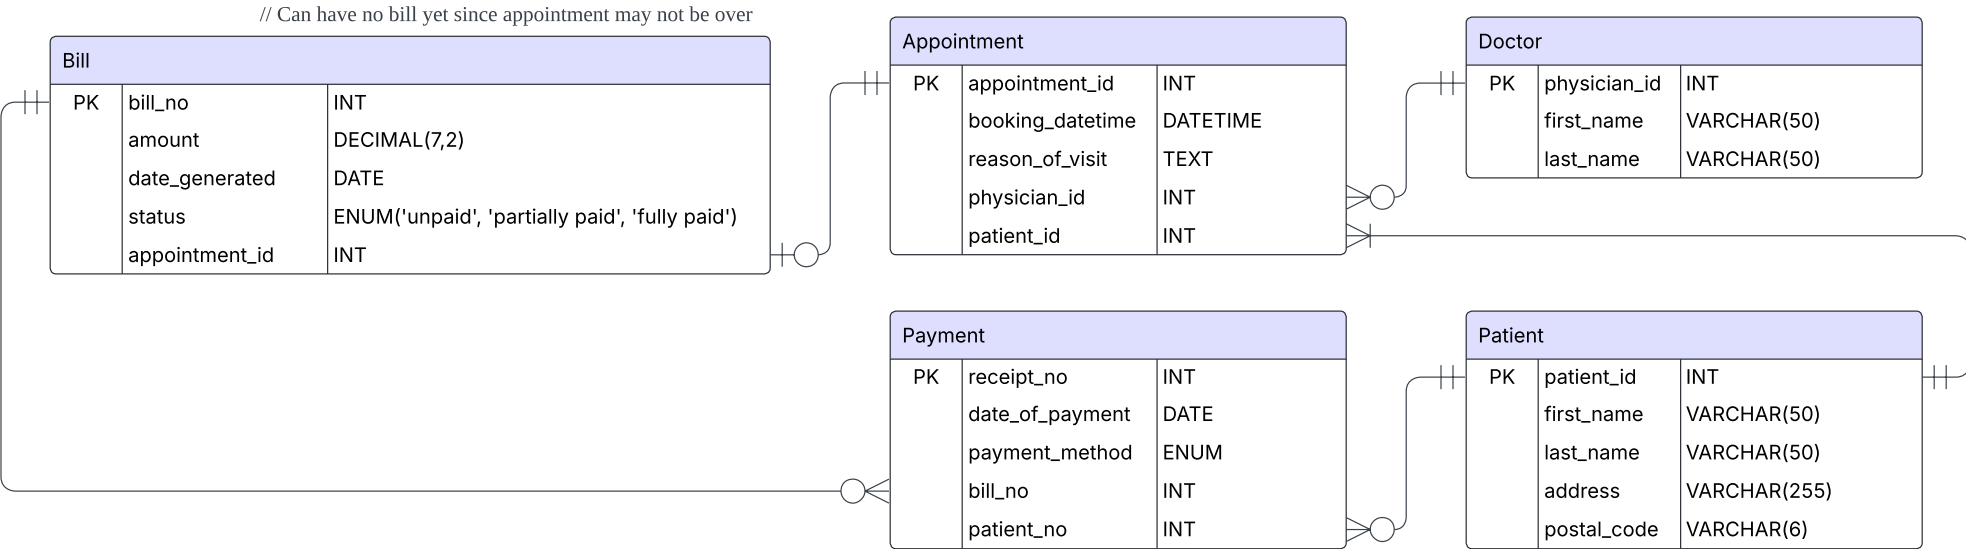 // Can have no bill yet since appointment may not be over
Bill
PK bill_no INT
amount DECIMAL(7,2)
date_generated DATE
status ENUM('unpaid', 'partially paid', 'fully paid')
appointment_id INT
Appointment
PK appointment_id INT
booking_datetime DATETIME
reason_of_visit TEXT
physician_id INT
patient_id INT
Doctor
PK physician_id INT
first_name VARCHAR(50)
last_name VARCHAR(50)
Payment
PK receipt_no INT
date_of_payment DATE
payment_method ENUM
bill_no INT
patient_no INT
Patient
PK patient_id INT
first_name VARCHAR(50)
last_name VARCHAR(50)
address VARCHAR(255)
postal_code VARCHAR(6)